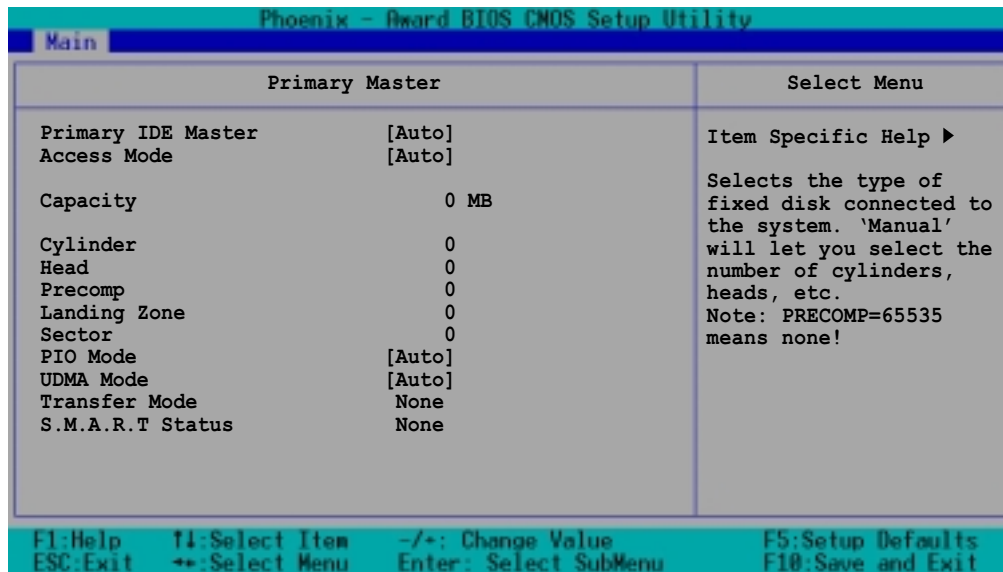 Phoenix - Award BIOS CMOS Setup Utility
Main
Primary Master
Select Menu
Primary IDE Master [Auto]
Access Mode [Auto]
Capacity 0 MB
Cylinder 0
Head 0
Precomp 0
Landing Zone 0
Sector 0
PIO Mode [Auto]
UDMA Mode [Auto]
Transfer Mode None
S.M.A.R.T Status None
Item Specific Help ▶
Selects the type of
fixed disk connected to
the system. ‘Manual’
will let you select the
number of cylinders,
heads, etc.
Note: PRECOMP=65535
means none!
F1:Help ↑↓:Select Item -/+: Change Value F5:Setup Defaults
ESC:Exit →←:Select Menu Enter: Select SubMenu F10:Save and Exit